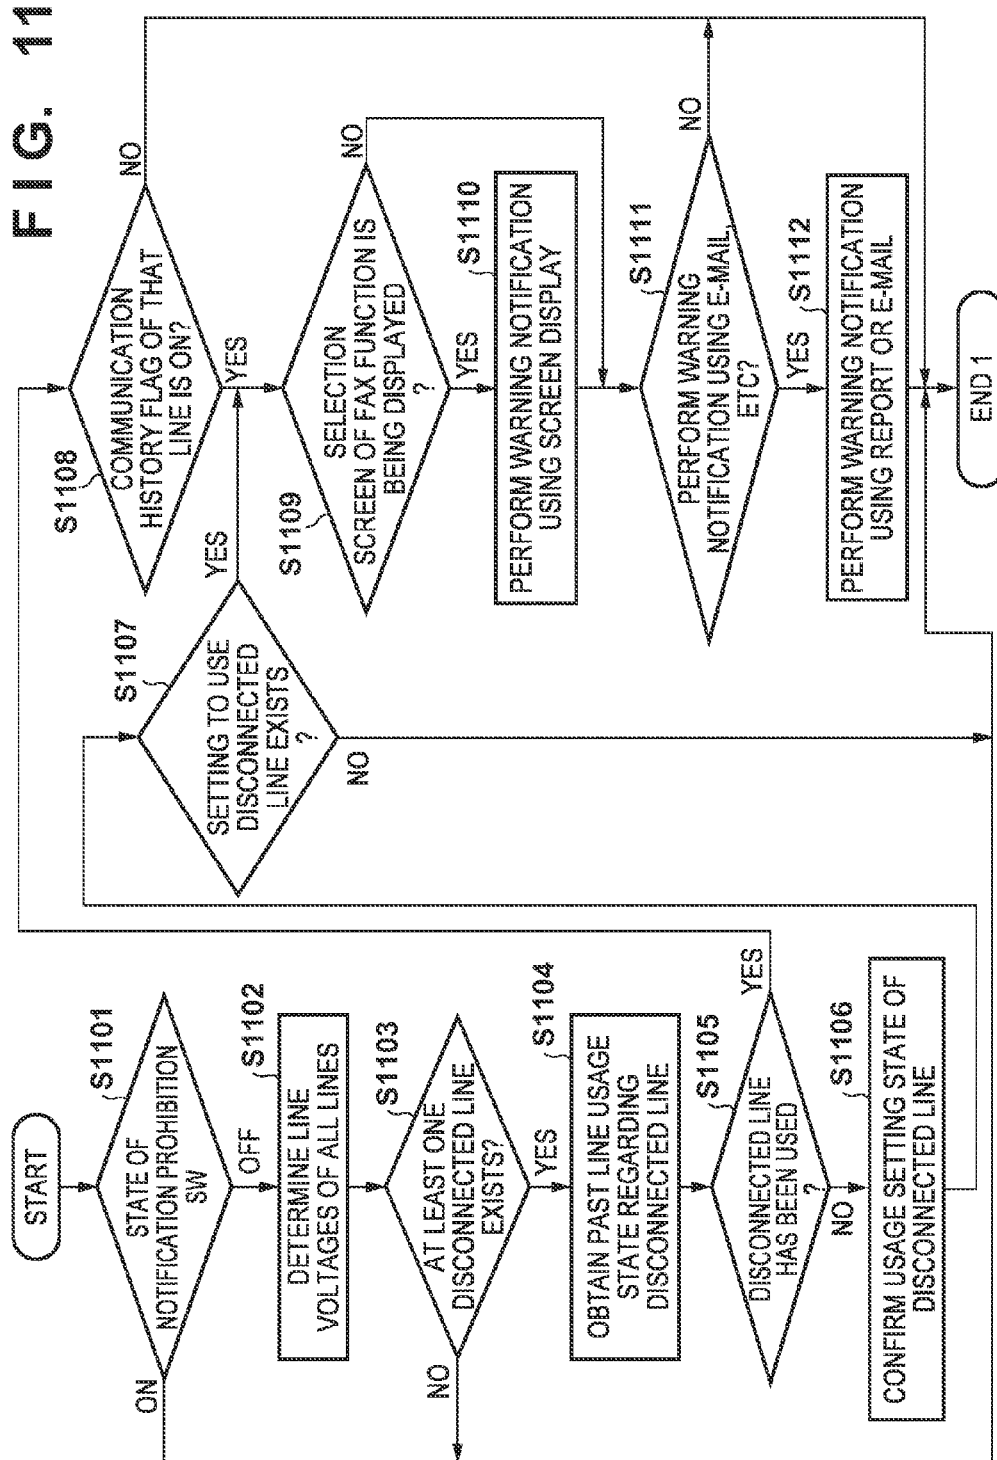 FIG. 11
START
S1101
STATE OF
NOTIFICATION PROHIBITION
SW
ON
OFF
S1102
DETERMINE LINE
VOLTAGES OF ALL LINES
S1103
AT LEAST ONE
DISCONNECTED LINE
EXISTS?
NO
YES
S1104
OBTAIN PAST LINE USAGE
STATE REGARDING
DISCONNECTED LINE
S1105
DISCONNECTED LINE
HAS BEEN USED
?
YES
NO
S1106
CONFIRM USAGE SETTING STATE OF
DISCONNECTED LINE
S1107
SETTING TO USE
DISCONNECTED
LINE EXISTS
?
YES
NO
S1108
COMMUNICATION
HISTORY FLAG OF THAT
LINE IS ON?
NO
YES
S1109
SELECTION
SCREEN OF FAX FUNCTION IS
BEING DISPLAYED
?
NO
YES
S1110
PERFORM WARNING NOTIFICATION
USING SCREEN DISPLAY
S1111
PERFORM WARNING
NOTIFICATION USING E-MAIL,
ETC?
NO
YES
S1112
PERFORM WARNING NOTIFICATION
USING REPORT OR E-MAIL
END 1